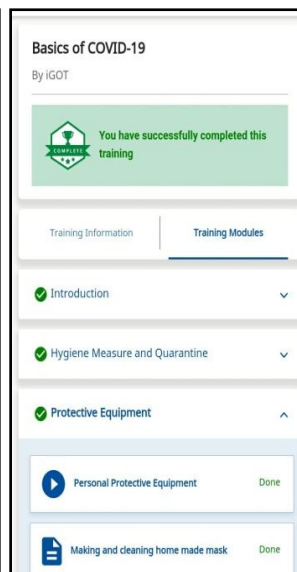 Basics of COVID-19
By iGOT
COMPLETE
You have successfully completed this
training
Training Information
Training Modules
Introduction
Hygiene Measure and Quarantine
Protective Equipment
Personal Protective Equipment
Done
Making and cleaning home made mask
Done